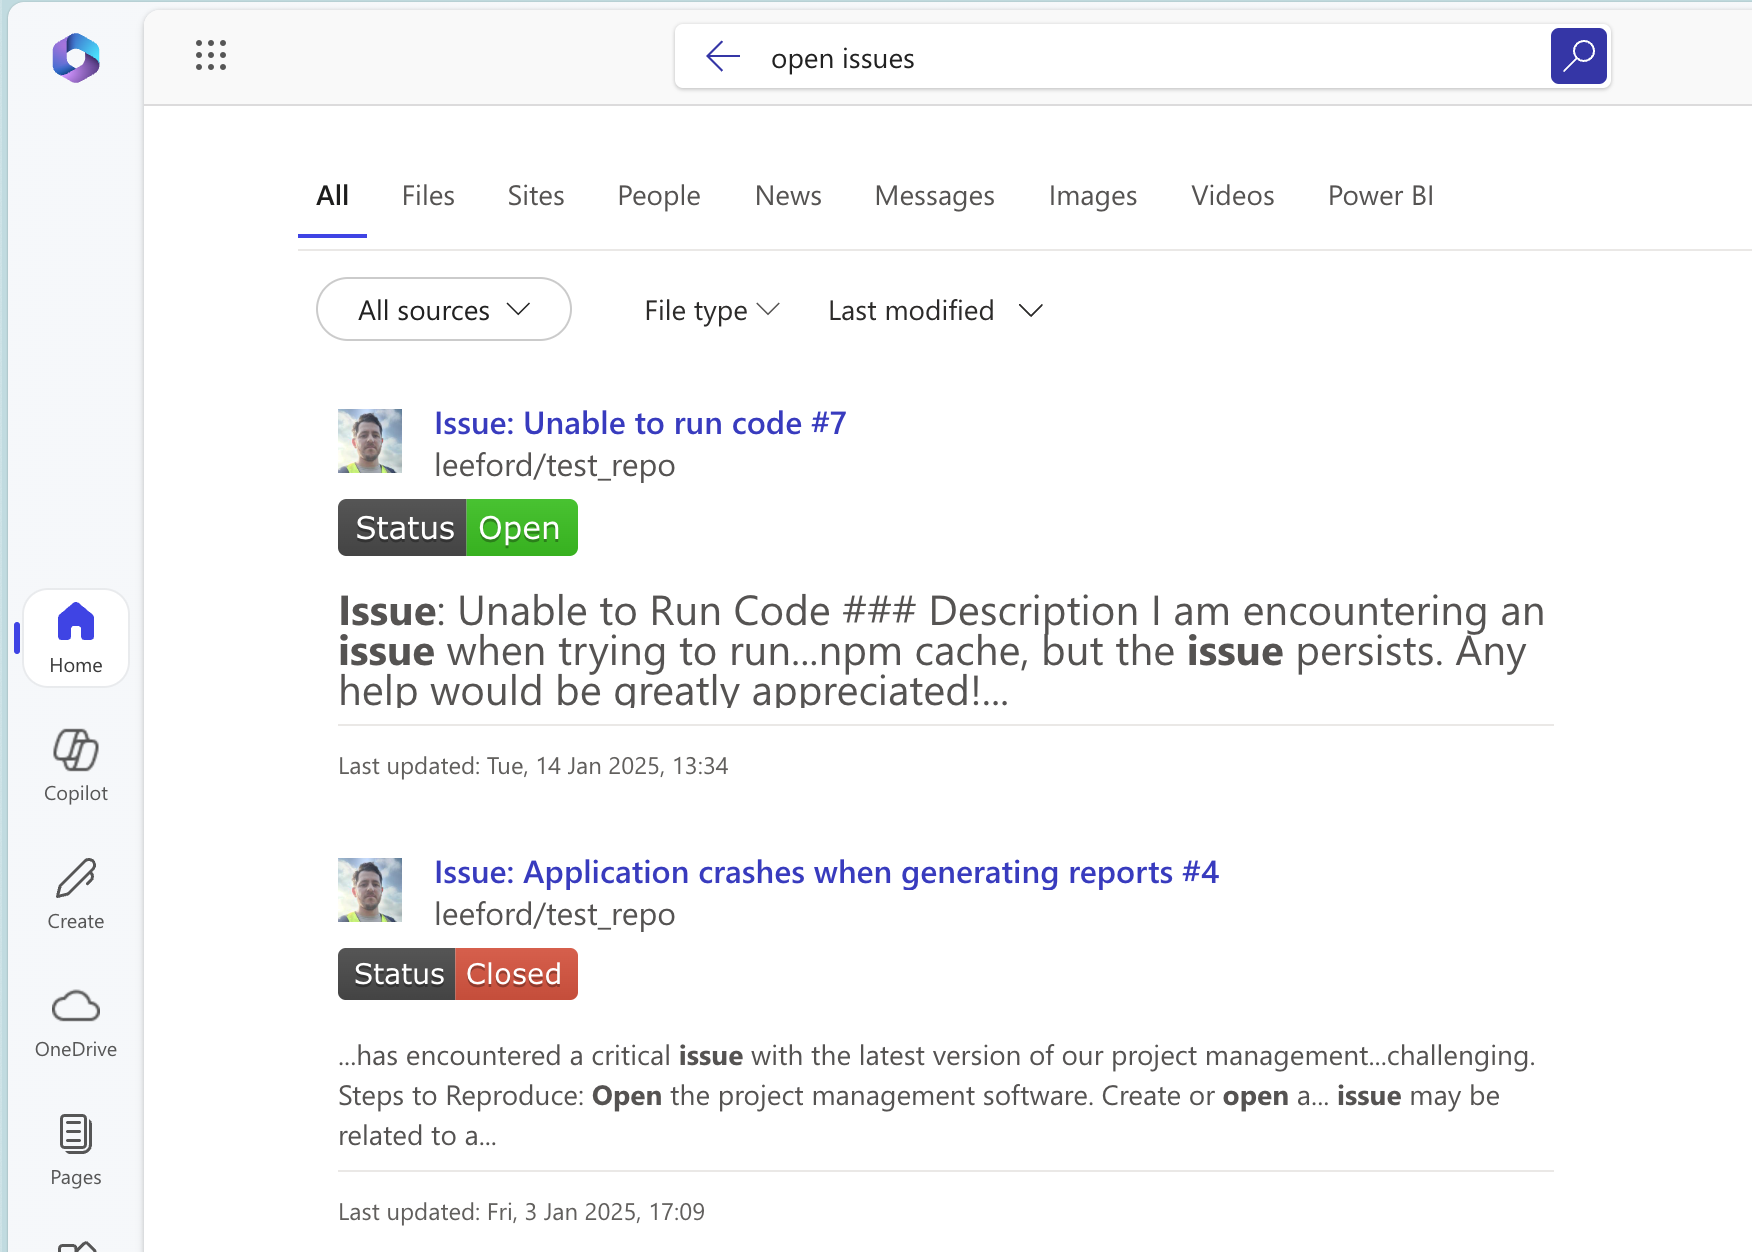 open issues
All Files Sites People News Messages Images Videos Power BI
All sources File type Last modified
Issue: Unable to run code #7
leeford/test_repo
Status Open
Issue: Unable to Run Code ### Description I am encountering an
issue when trying to run...npm cache, but the issue persists. Any
help would be greatly appreciated!...
Last updated: Tue, 14 Jan 2025, 13:34
Issue: Application crashes when generating reports #4
leeford/test_repo
Status Closed
...has encountered a critical issue with the latest version of our project management...challenging.
Steps to Reproduce: Open the project management software. Create or open a... issue may be
related to a...
Last updated: Fri, 3 Jan 2025, 17:09
Home
Copilot
Create
OneDrive
Pages